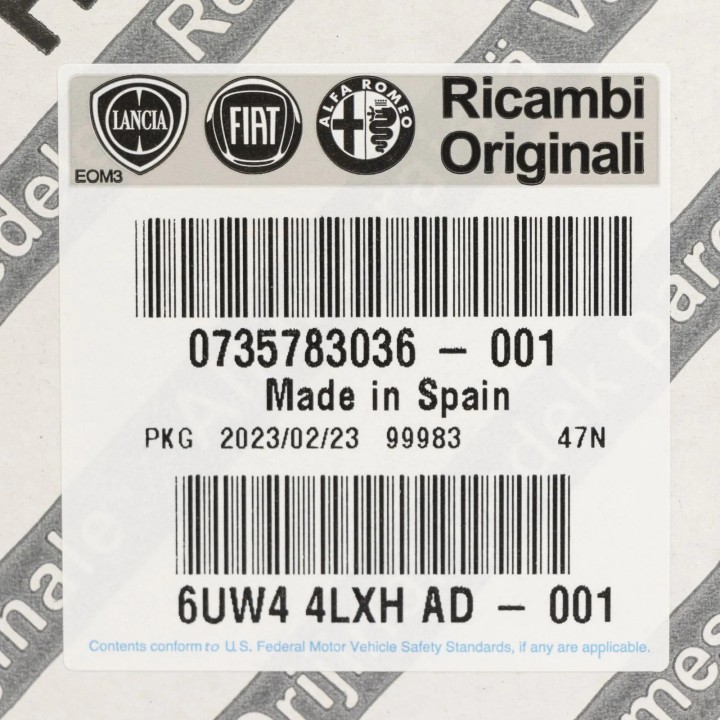 LANCIA
FIAT
ALFA ROMEO
Ricambi
Originali
EOM3
0735783036 – 001
Made in Spain
PKG 2023/02/23 99983 47N
6UW4 4LXH AD – 001
Contents conform to U.S. Federal Motor Vehicle Safety Standards, if any are applicable.